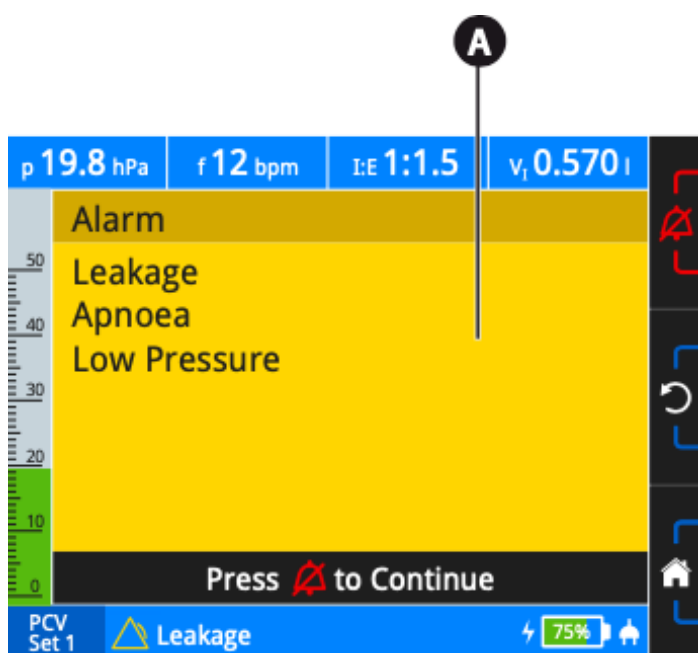 A
p 19.8 hPa
f 12 bpm
I:E 1:1.5
VI 0.570 l
Alarm
Leakage
Apnoea
Low Pressure
50
40
30
20
10
0
Press to Continue
PCV
Set 1
Leakage
75%